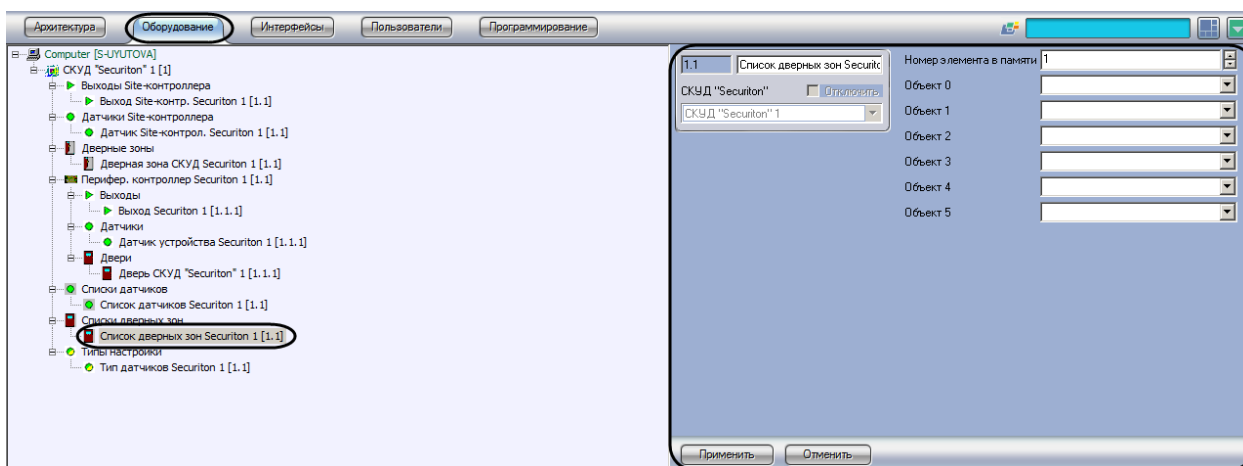 Архитектура Оборудование Интерфейсы Пользователи Программирование
Computer [S-UYUTOVA]
СКУД "Securiton" 1 [1]
Выходы Site-контроллера
Выход Site-контр. Securiton 1 [1.1]
Датчики Site-контроллера
Датчик Site-контрол. Securiton 1 [1.1]
Дверные зоны
Дверная зона СКУД Securiton 1 [1.1]
Перифер. контроллер Securiton 1 [1.1]
Выходы
Выход Securiton 1 [1.1.1]
Датчики
Датчик устройства Securiton 1 [1.1.1]
Двери
Дверь СКУД "Securiton" 1 [1.1.1]
Списки датчиков
Список датчиков Securiton 1 [1.1]
Списки дверных зон
Список дверных зон Securiton 1 [1.1]
Типы настройки
Тип датчиков Securiton 1 [1.1]
1.1 Список дверных зон Securitc
СКУД "Securiton" Отключить
СКУД "Securiton" 1
Номер элемента в памяти 1
Объект 0
Объект 1
Объект 2
Объект 3
Объект 4
Объект 5
Применить Отменить